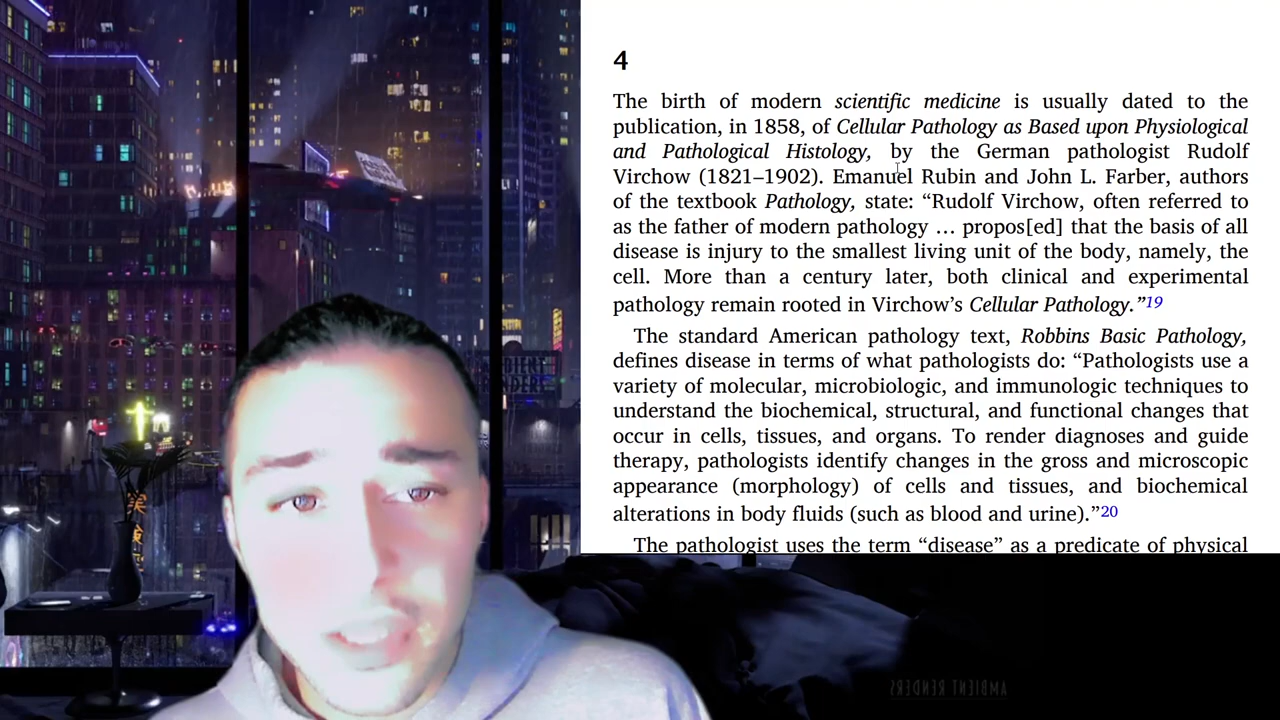 4
The birth of modern scientific medicine is usually dated to the
publication, in 1858, of Cellular Pathology as Based upon Physiological
and Pathological Histology, by the German pathologist Rudolf
Virchow (1821–1902). Emanuel Rubin and John L. Farber, authors
of the textbook Pathology, state: “Rudolf Virchow, often referred to
as the father of modern pathology … propos[ed] that the basis of all
disease is injury to the smallest living unit of the body, namely, the
cell. More than a century later, both clinical and experimental
pathology remain rooted in Virchow’s Cellular Pathology.”19
The standard American pathology text, Robbins Basic Pathology,
defines disease in terms of what pathologists do: “Pathologists use a
variety of molecular, microbiologic, and immunologic techniques to
understand the biochemical, structural, and functional changes that
occur in cells, tissues, and organs. To render diagnoses and guide
therapy, pathologists identify changes in the gross and microscopic
appearance (morphology) of cells and tissues, and biochemical
alterations in body fluids (such as blood and urine).”20
The pathologist uses the term “disease” as a predicate of physical
AMBIENT RENDERS